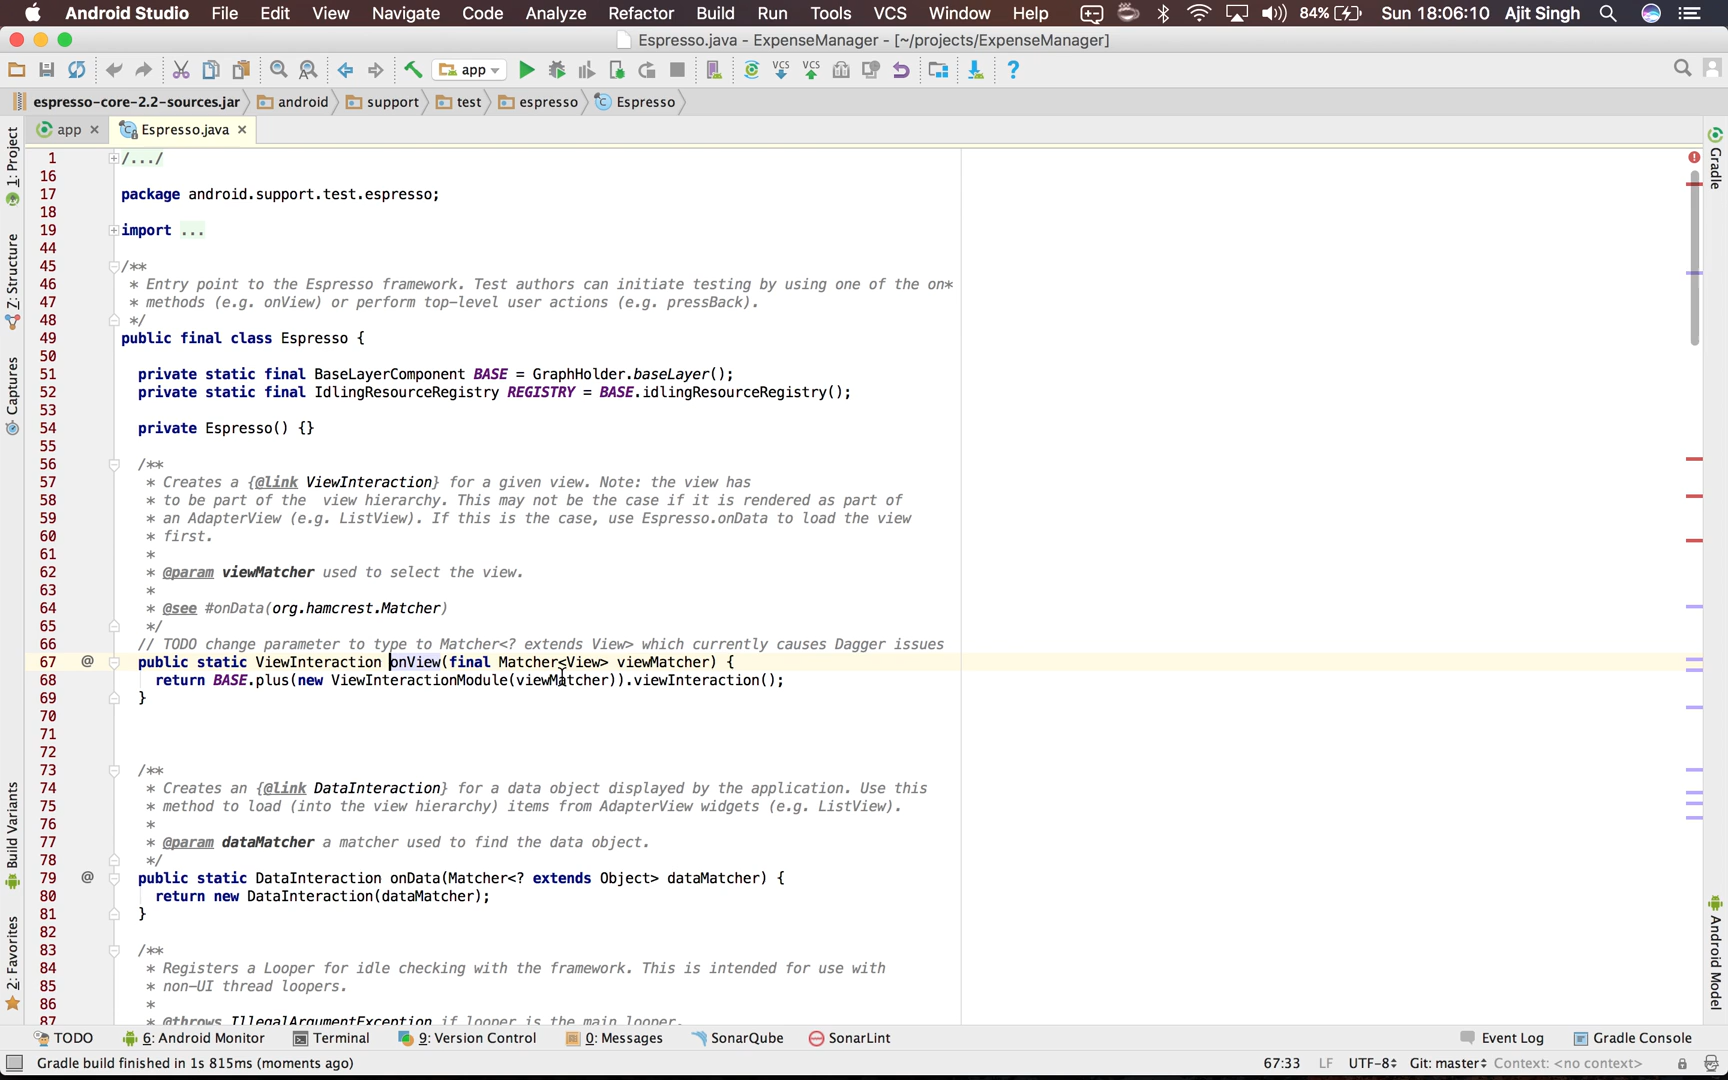 Android Studio File Edit View Navigate Code Analyze Refactor Build Run Tools VCS Window Help 84% Sun 18:06:10 Ajit Singh
Espresso.java - ExpenseManager - [~/projects/ExpenseManager]
app VCS VCS ?
espresso-core-2.2-sources.jar android support test espresso Espresso
app Espresso.java
1: Project
Z: Structure
Captures
Build Variants
2: Favorites
Gradle
Android Model
1 /.../
16
17 package android.support.test.espresso;
18
19 import ...
44
45 /**
46 * Entry point to the Espresso framework. Test authors can initiate testing by using one of the on*
47 * methods (e.g. onView) or perform top-level user actions (e.g. pressBack).
48 */
49 public final class Espresso {
50
51 private static final BaseLayerComponent BASE = GraphHolder.baseLayer();
52 private static final IdlingResourceRegistry REGISTRY = BASE.idlingResourceRegistry();
53
54 private Espresso() {}
55
56 /**
57 * Creates a {@link ViewInteraction} for a given view. Note: the view has
58 * to be part of the  view hierarchy. This may not be the case if it is rendered as part of
59 * an AdapterView (e.g. ListView). If this is the case, use Espresso.onData to load the view
60 * first.
61 *
62 * @param viewMatcher used to select the view.
63 *
64 * @see #onData(org.hamcrest.Matcher)
65 */
66 // TODO change parameter to type to Matcher<? extends View> which currently causes Dagger issues
67 @ public static ViewInteraction onView(final Matcher<View> viewMatcher) {
68 return BASE.plus(new ViewInteractionModule(viewMatcher)).viewInteraction();
69 }
70
71
72
73 /**
74 * Creates an {@link DataInteraction} for a data object displayed by the application. Use this
75 * method to load (into the view hierarchy) items from AdapterView widgets (e.g. ListView).
76 *
77 * @param dataMatcher a matcher used to find the data object.
78 */
79 @ public static DataInteraction onData(Matcher<? extends Object> dataMatcher) {
80 return new DataInteraction(dataMatcher);
81 }
82
83 /**
84 * Registers a Looper for idle checking with the framework. This is intended for use with
85 * non-UI thread loopers.
86 *
87 * @throws IllegalArgumentException if looper is the main looper.
TODO 6: Android Monitor Terminal 9: Version Control 0: Messages SonarQube SonarLint Event Log Gradle Console
Gradle build finished in 1s 815ms (moments ago) 67:33 LF UTF-8 Git: master Context: <no context>